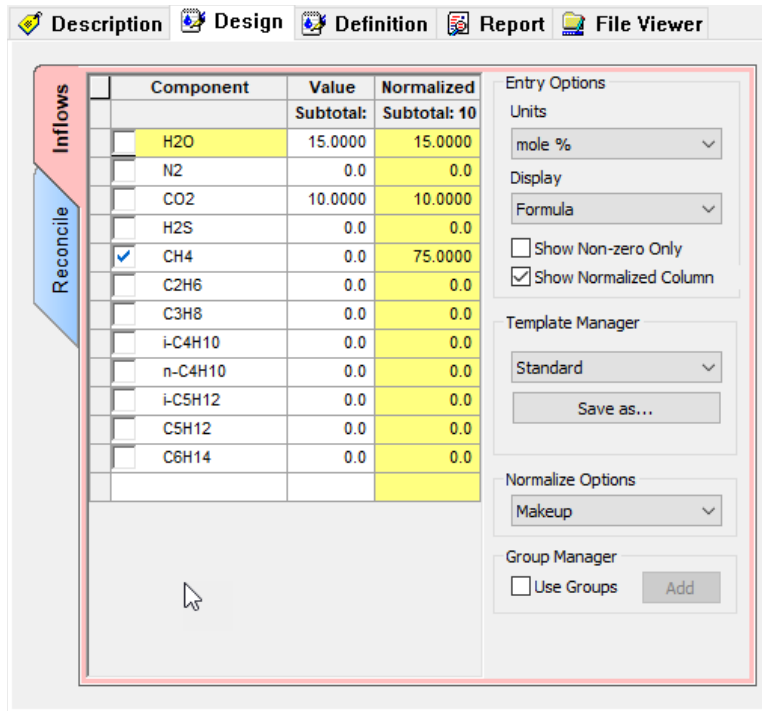 Description Design Definition Report File Viewer
Inflows
Reconcile
Component Value Normalized
Subtotal: Subtotal: 10
H2O 15.0000 15.0000
N2 0.0 0.0
CO2 10.0000 10.0000
H2S 0.0 0.0
CH4 0.0 75.0000
C2H6 0.0 0.0
C3H8 0.0 0.0
i-C4H10 0.0 0.0
n-C4H10 0.0 0.0
i-C5H12 0.0 0.0
C5H12 0.0 0.0
C6H14 0.0 0.0
Entry Options
Units
mole %
Display
Formula
Show Non-zero Only
Show Normalized Column
Template Manager
Standard
Save as...
Normalize Options
Makeup
Group Manager
Use Groups Add